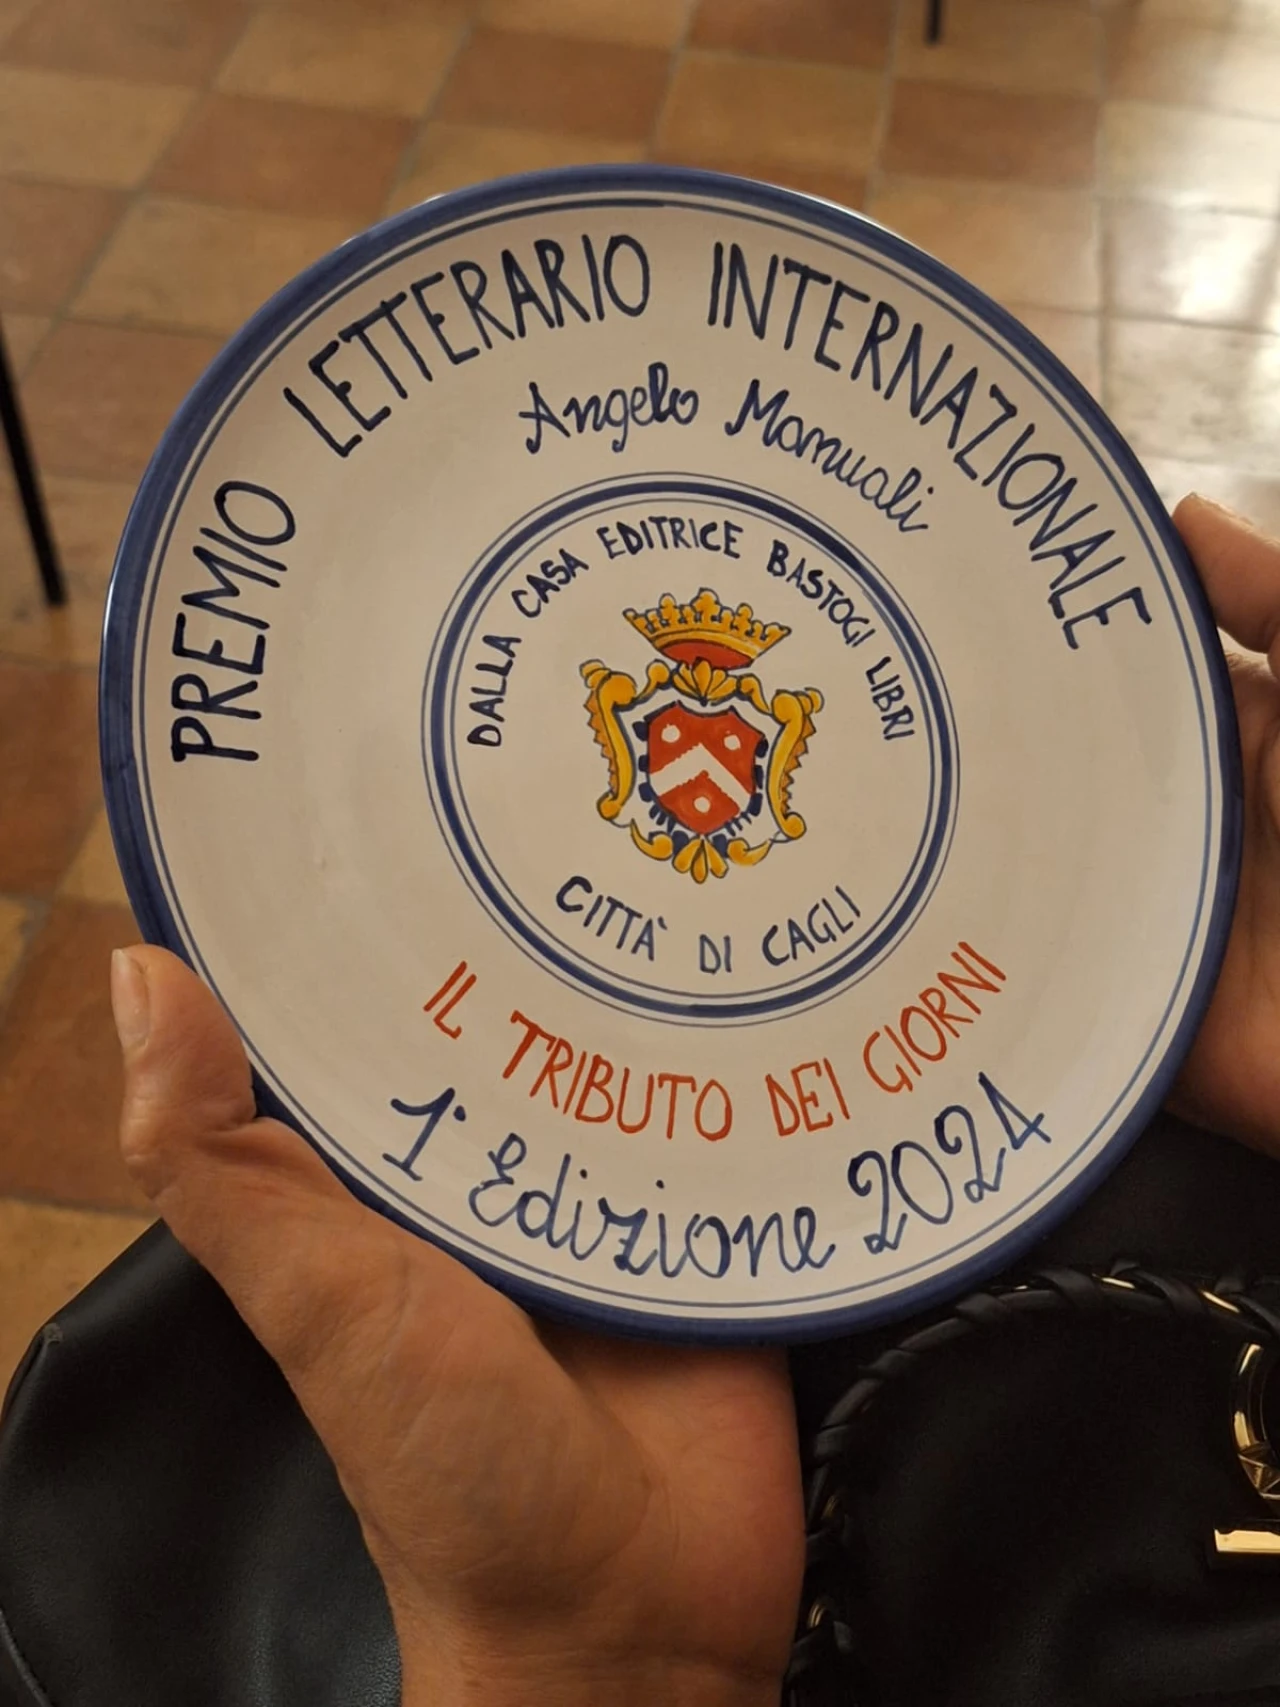 PREMIO LETTERARIO INTERNAZIONALE
Angelo Manuali
DALLA CASA EDITRICE BASTOGI LIBRI
CITTA' DI CAGLI
IL TRIBUTO DEI GIORNI
1° Edizione 2024